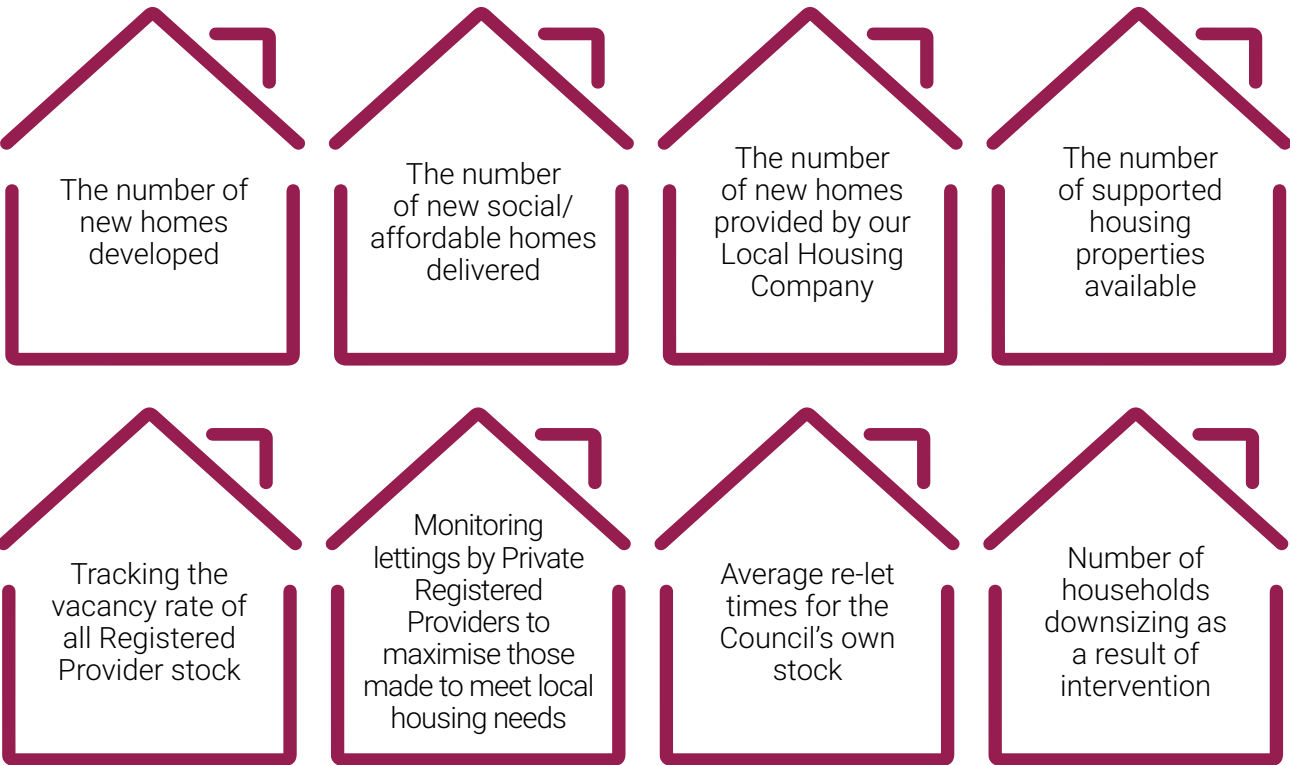 The number of
new homes
developed
The number
of new social/
affordable homes
delivered
The number
of new homes
provided by our
Local Housing
Company
The number
of supported
housing
properties
available
Tracking the
vacancy rate of
all Registered
Provider stock
Monitoring
lettings by Private
Registered
Providers to
maximise those
made to meet local
housing needs
Average re-let
times for the
Council’s own
stock
Number of
households
downsizing as
a result of
intervention